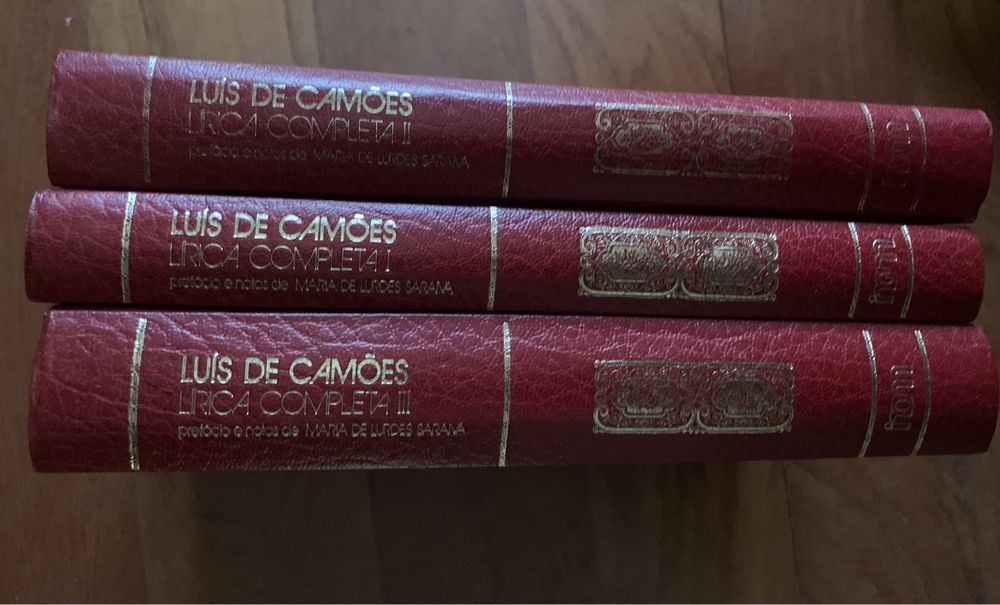 LUÍS DE CAMÕES
LÍRICA COMPLETA II
prefácio e notas de MARIA DE LURDES SARAIVA
LUÍS DE CAMÕES
LÍRICA COMPLETA I
prefácio e notas de MARIA DE LURDES SARAIVA
LUÍS DE CAMÕES
LÍRICA COMPLETA III
prefácio e notas de MARIA DE LURDES SARAIVA